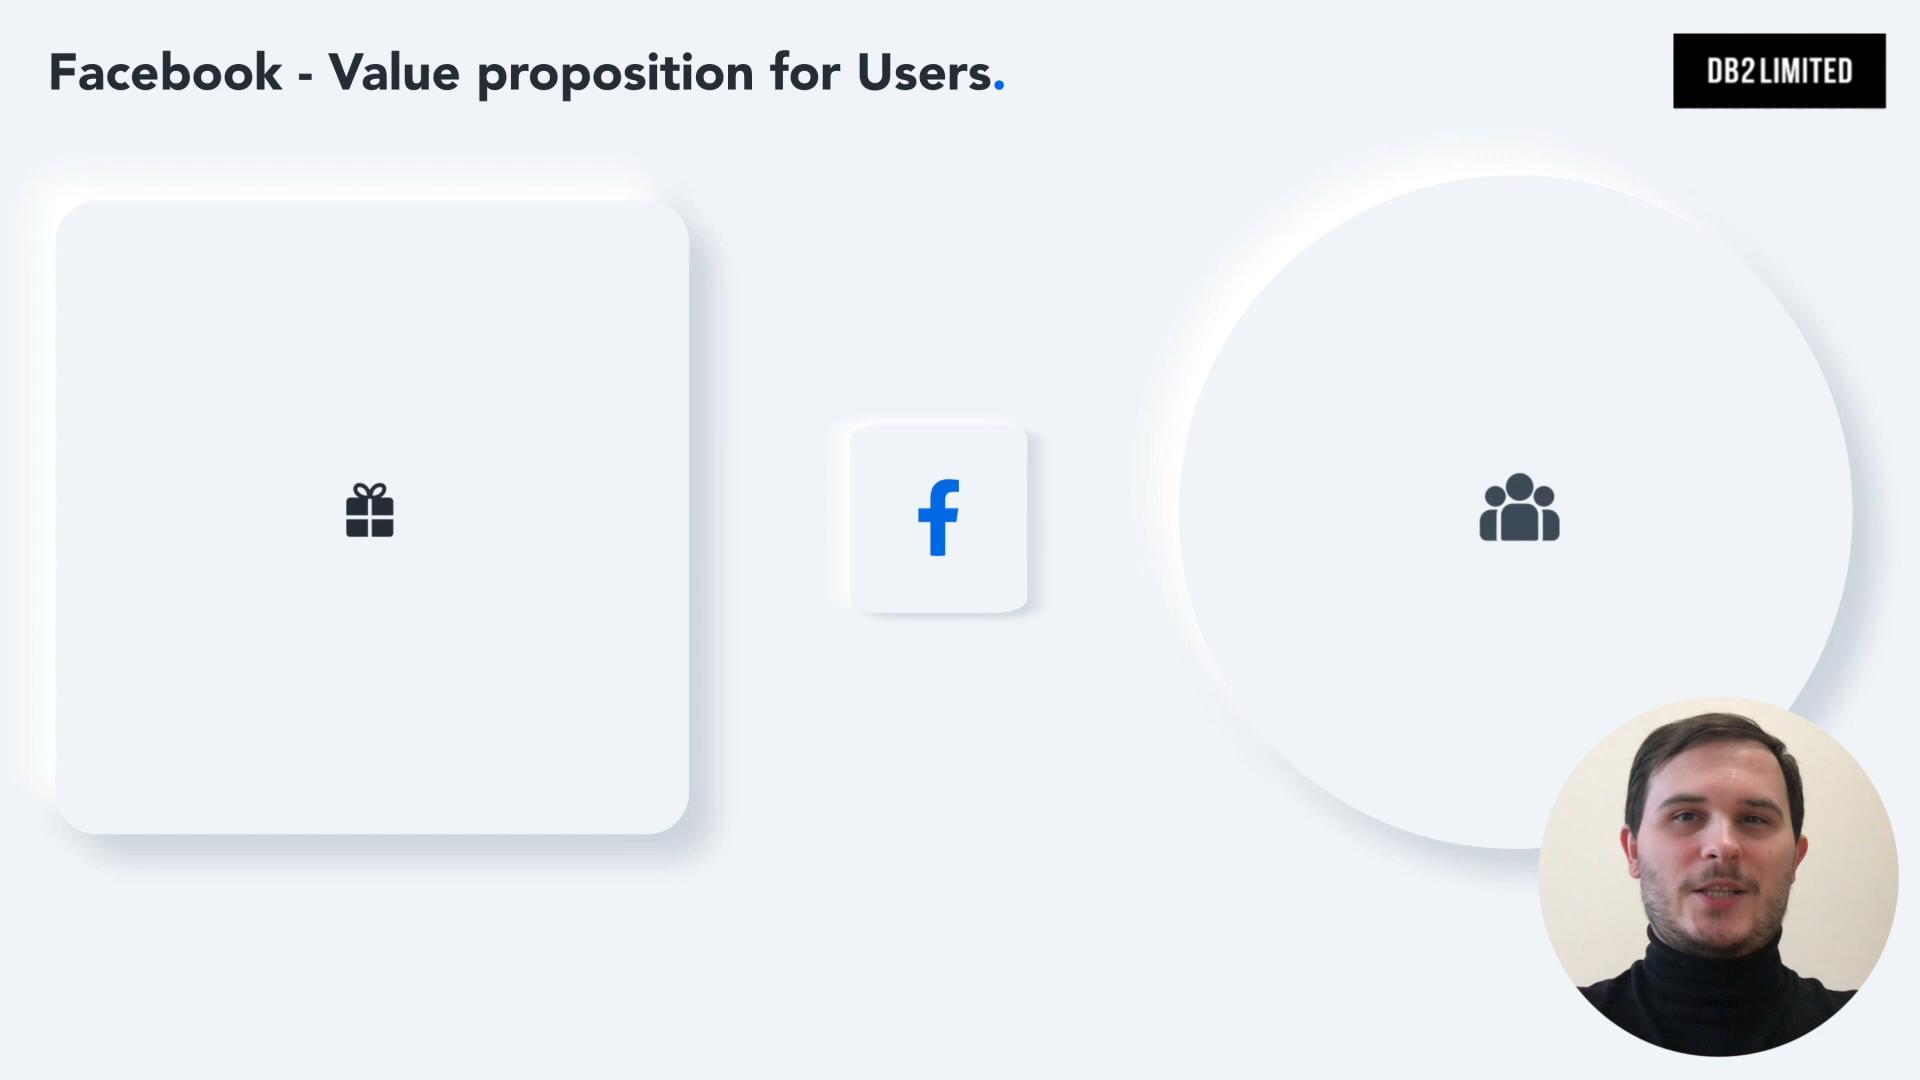 Facebook - Value proposition for Users.
DB2 LIMITED